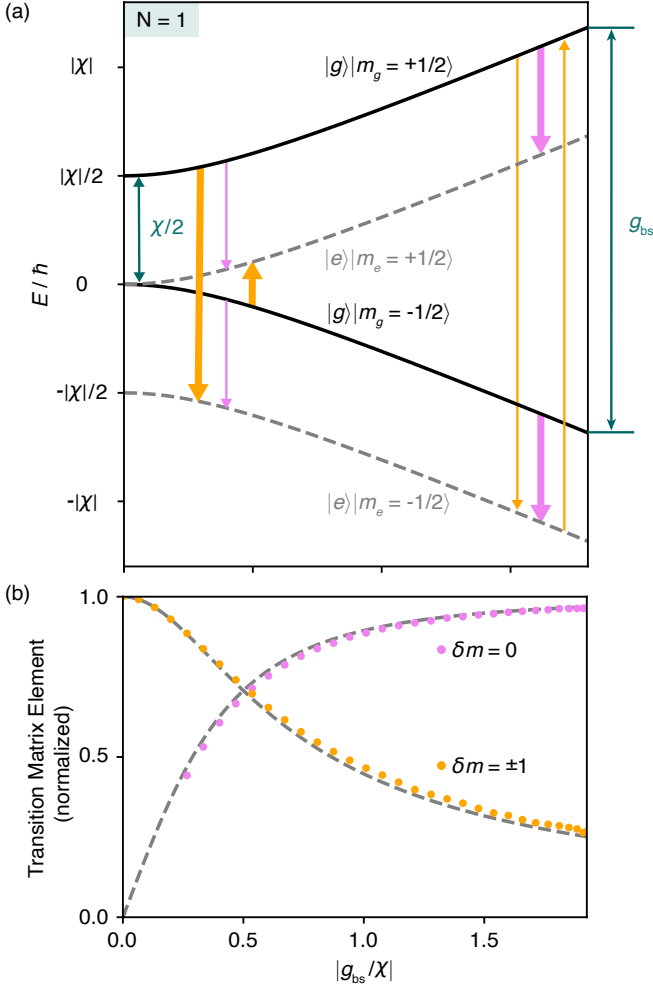 (a)
N = 1
|χ|
|g⟩|m_g = +1/2⟩
|χ|/2
χ/2
g_bs
|e⟩|m_e = +1/2⟩
E / ħ
0
|g⟩|m_g = -1/2⟩
-|χ|/2
-|χ|
|e⟩|m_e = -1/2⟩
(b)
1.0
δm = 0
Transition Matrix Element
(normalized)
0.5
δm = ±1
0.0
0.0 0.5 1.0 1.5
|g_bs/χ|